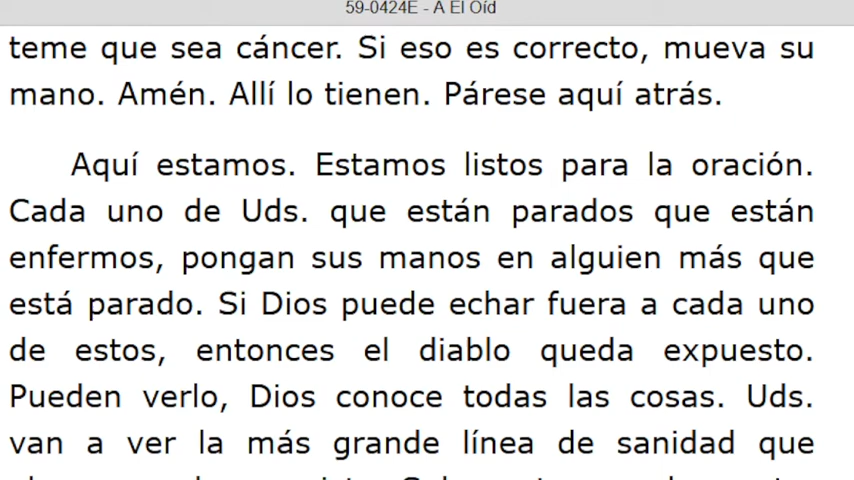 59-0424E - A El Oíd
teme que sea cáncer. Si eso es correcto, mueva su
mano. Amén. Allí lo tienen. Párese aquí atrás.
Aquí estamos. Estamos listos para la oración.
Cada uno de Uds. que están parados que están
enfermos, pongan sus manos en alguien más que
está parado. Si Dios puede echar fuera a cada uno
de estos, entonces el diablo queda expuesto.
Pueden verlo, Dios conoce todas las cosas. Uds.
van a ver la más grande línea de sanidad que